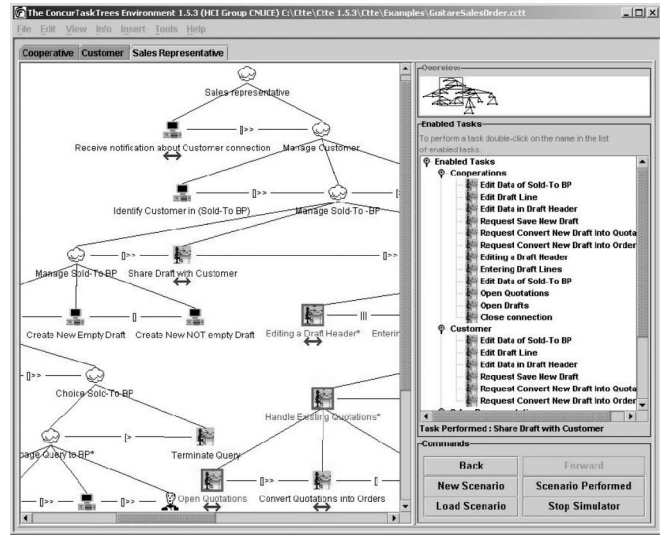 The ConcurTaskTrees Environment 1.5.3 (HCI Group CNUCE) C:\Ctte\Ctte 1.5.3\Ctte\Examples\GuitareSalesOrder.cctt
File Edit View Info Insert Tools Help
Cooperative Customer Sales Representative
Sales representative
[]>>
Receive notification about Customer connection Manage Customer
[]>>
Identify Customer in (Sold-To BP) Manage Sold-To -BP
[]>> []>>
Manage Sold-To BP Share Draft with Customer
[] |||
Create New Empty Draft Create New NOT empty Draft Editing a Draft Header*
[]>>
Choice Solc-To BP
Handle Existing Quotations*
[>
page Query to BP* Terminate Query
[]>> []>> []>> [
Open Quotations Convert Quotations into Orders
Overview
Enabled Tasks
To perform a task double-click on the name in the list
of enabled tasks.
Enabled Tasks
Cooperations
Edit Data of Sold-To BP
Edit Draft Line
Edit Data in Draft Header
Request Save New Draft
Request Convert New Draft Into Quota
Request Convert New Draft Into Order
Editing a Draft Header
Entering Draft Lines
Edit Data of Sold-To BP
Open Quotations
Open Drafts
Close connection
Customer
Edit Data of Sold-To BP
Edit Draft Line
Edit Data in Draft Header
Request Save New Draft
Request Convert New Draft Into Quota
Request Convert New Draft Into Order
Task Performed : Share Draft with Customer
Commands
Back Forward
New Scenario Scenario Performed
Load Scenario Stop Simulator